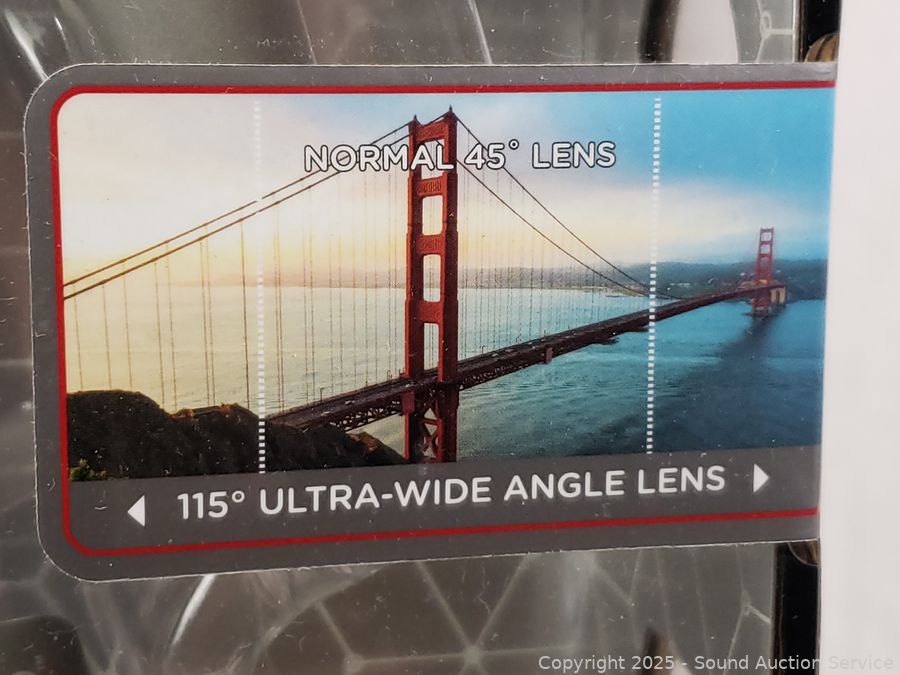 NORMAL 45° LENS
115° ULTRA-WIDE ANGLE LENS
Copyright 2025 - Sound Auction Service